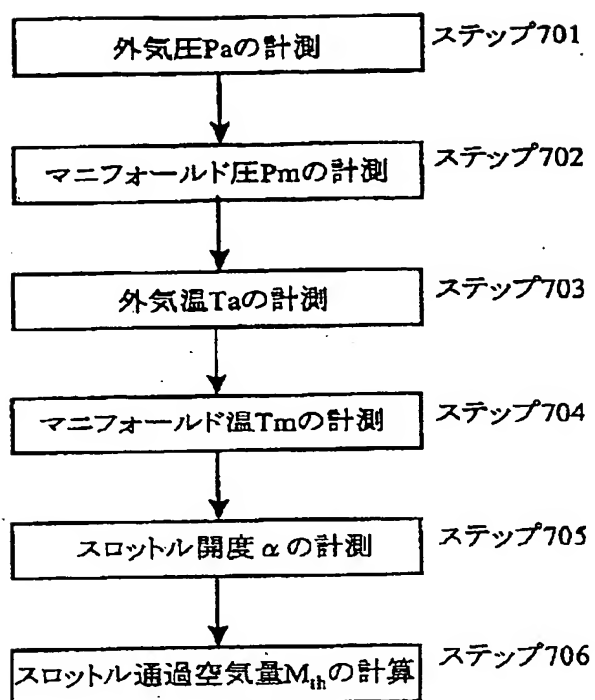 外気圧Paの計測
ステップ701
マニフォールド圧Pmの計測
ステップ702
外気温Taの計測
ステップ703
マニフォールド温Tmの計測
ステップ704
スロットル開度αの計測
ステップ705
スロットル通過空気量Mthの計算
ステップ706